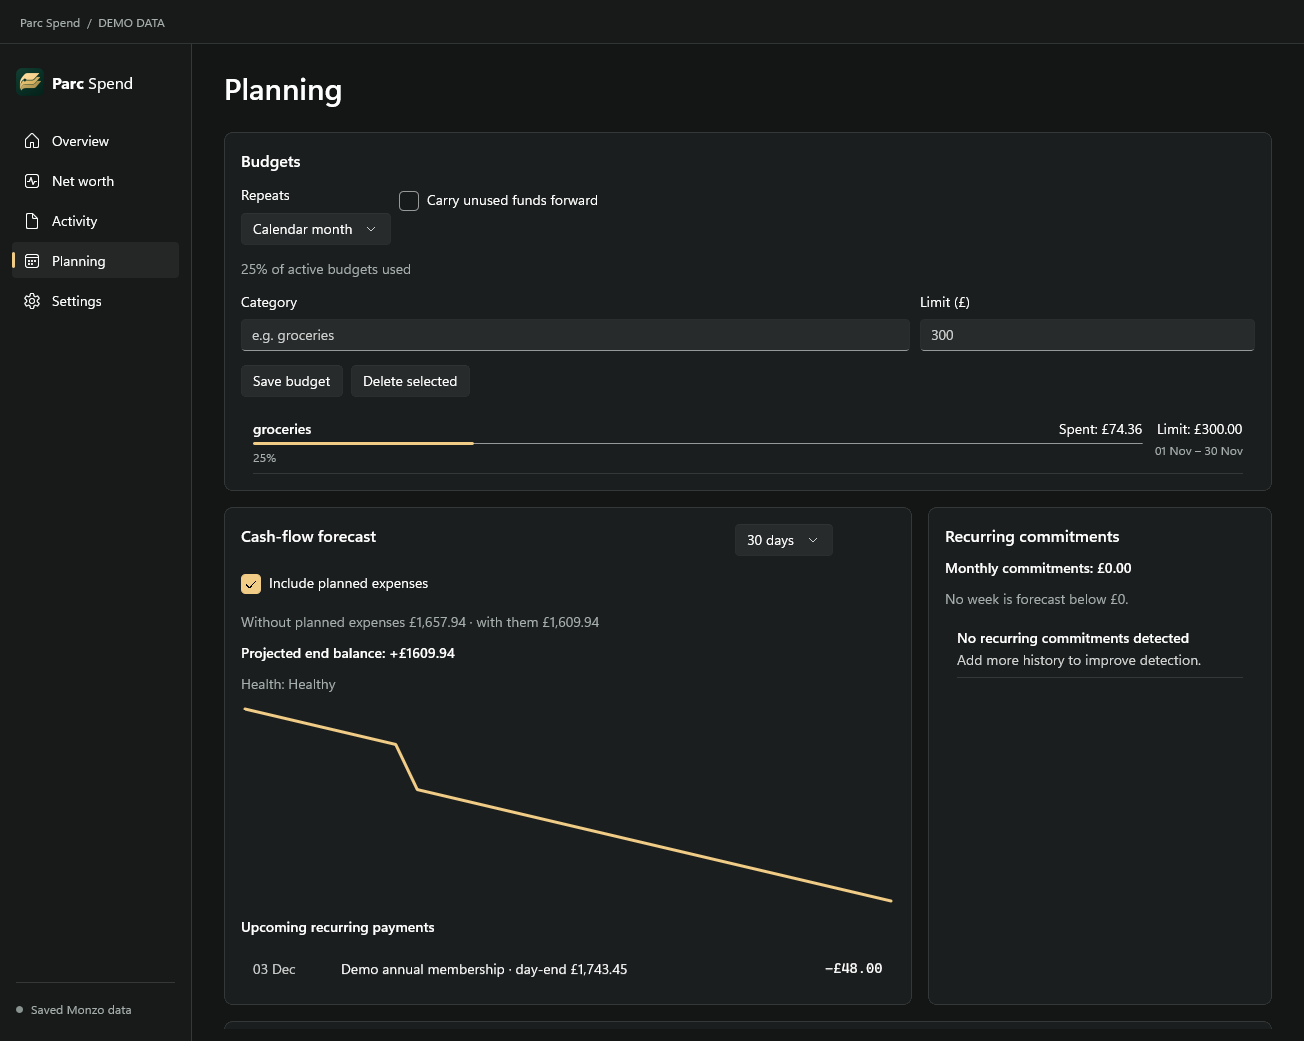 Parc Spend / DEMO DATA
Parc Spend
Overview
Net worth
Activity
Planning
Settings
Saved Monzo data
Planning
Budgets
Repeats
Carry unused funds forward
Calendar month
25% of active budgets used
Category
Limit (£)
e.g. groceries
300
Save budget
Delete selected
groceries
Spent: £74.36
Limit: £300.00
25%
01 Nov – 30 Nov
Cash-flow forecast
30 days
Include planned expenses
Without planned expenses £1,657.94 · with them £1,609.94
Projected end balance: +£1609.94
Health: Healthy
Upcoming recurring payments
03 Dec
Demo annual membership · day-end £1,743.45
−£48.00
Recurring commitments
Monthly commitments: £0.00
No week is forecast below £0.
No recurring commitments detected
Add more history to improve detection.